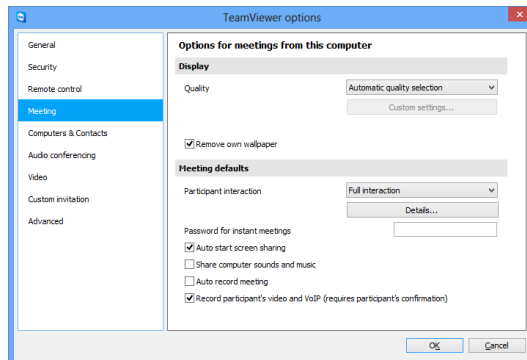 TeamViewer options
General
Security
Remote control
Meeting
Computers & Contacts
Audio conferencing
Video
Custom invitation
Advanced
Options for meetings from this computer
Display
Quality
Automatic quality selection
Custom settings...
Remove own wallpaper
Meeting defaults
Participant interaction
Full interaction
Details...
Password for instant meetings
Auto start screen sharing
Share computer sounds and music
Auto record meeting
Record participant's video and VoIP (requires participant's confirmation)
OK
Cancel